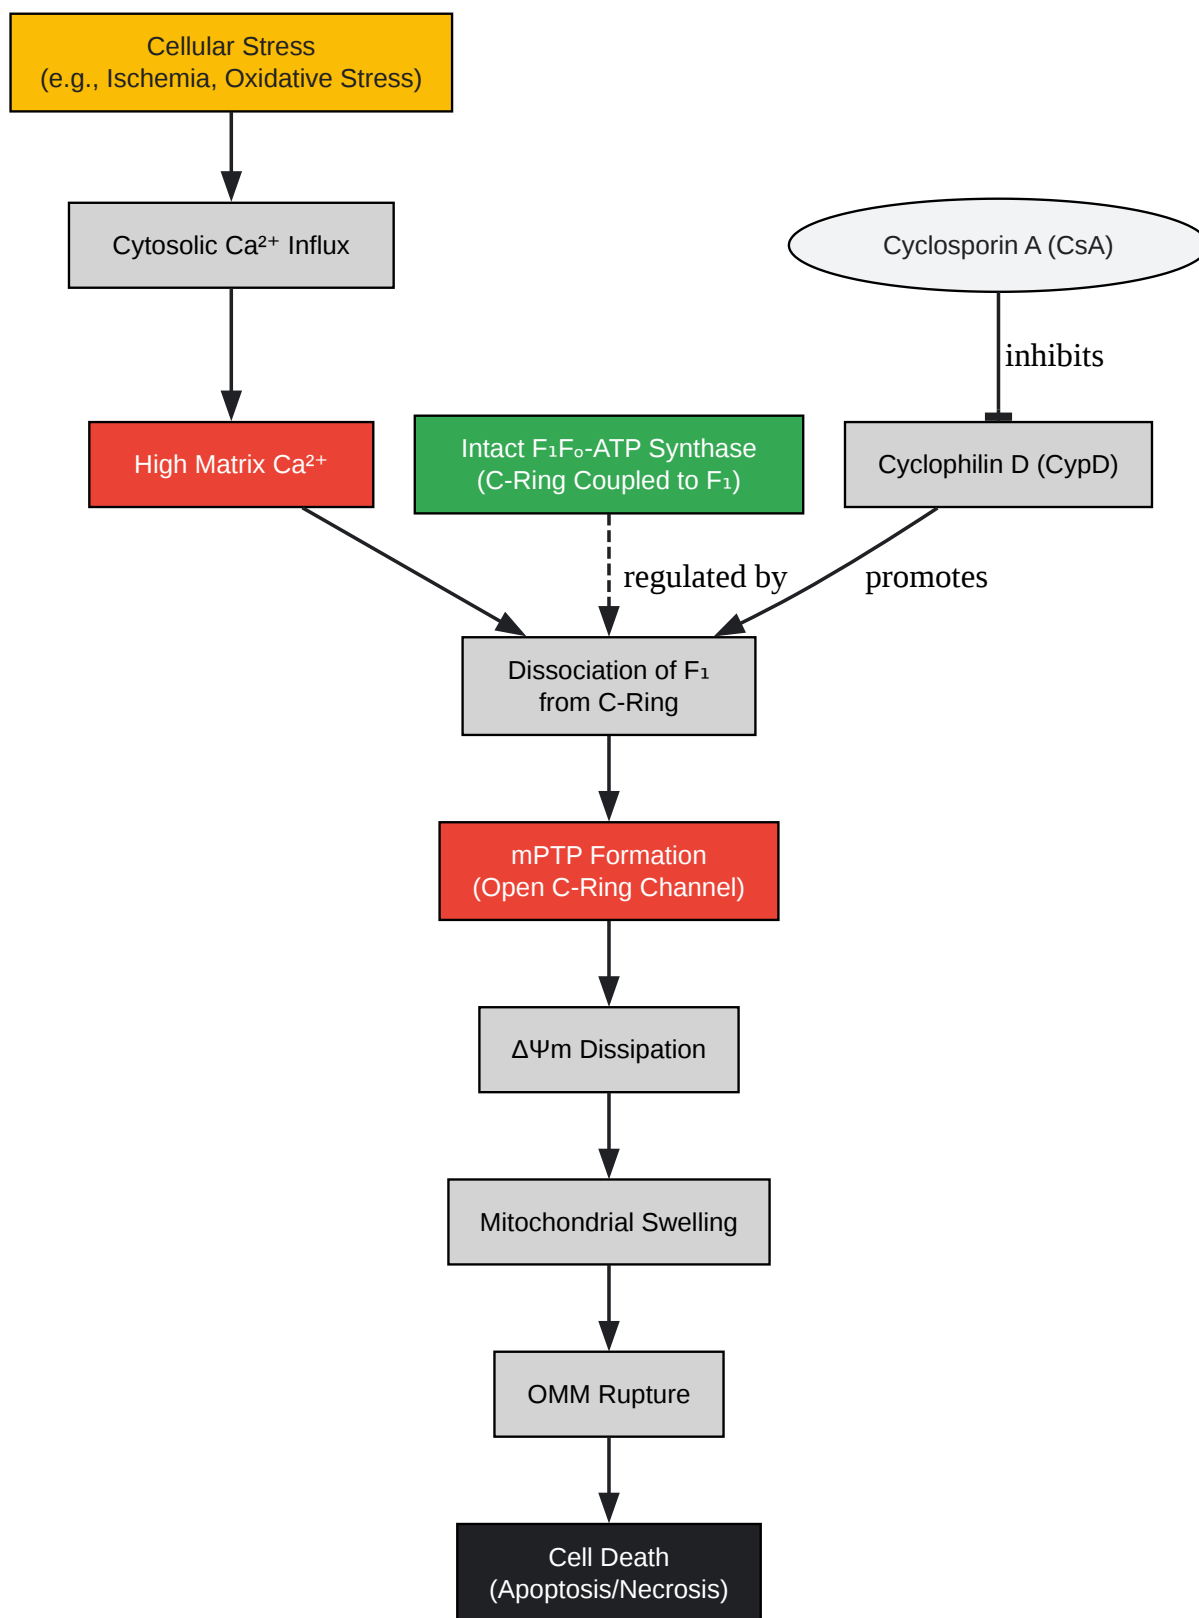 Cellular Stress
(e.g., Ischemia, Oxidative Stress)
Cytosolic Ca²⁺ Influx
Cyclosporin A (CsA)
inhibits
High Matrix Ca²⁺
Intact F₁Fₒ-ATP Synthase
(C-Ring Coupled to F₁)
Cyclophilin D (CypD)
regulated by
promotes
Dissociation of F₁
from C-Ring
mPTP Formation
(Open C-Ring Channel)
ΔΨm Dissipation
Mitochondrial Swelling
OMM Rupture
Cell Death
(Apoptosis/Necrosis)